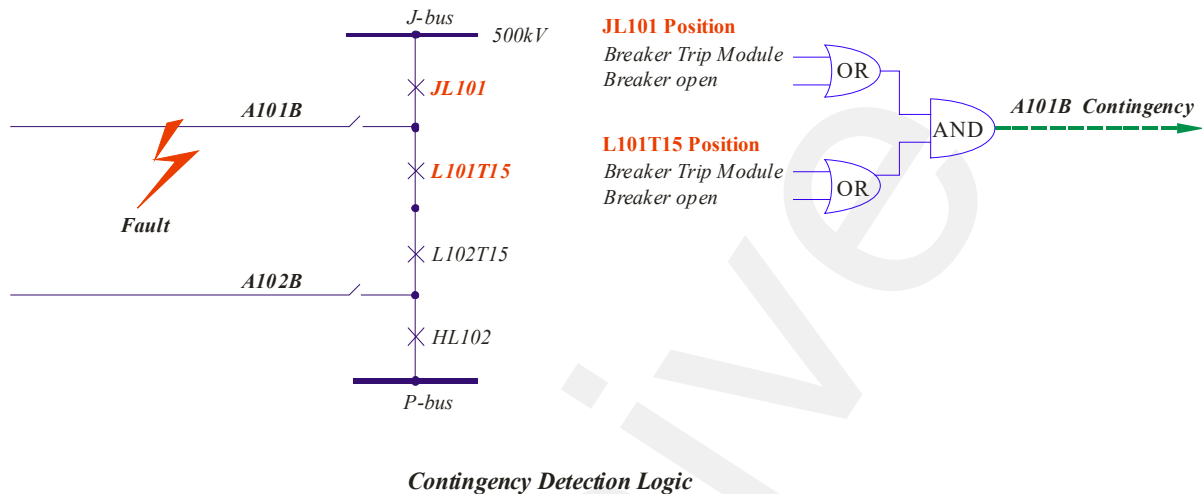 J-bus
500kV
JL101
A101B
L101T15
Fault
L102T15
A102B
HL102
P-bus
JL101 Position
Breaker Trip Module
Breaker open
OR
L101T15 Position
Breaker Trip Module
Breaker open
OR
AND
A101B Contingency
Contingency Detection Logic
ive